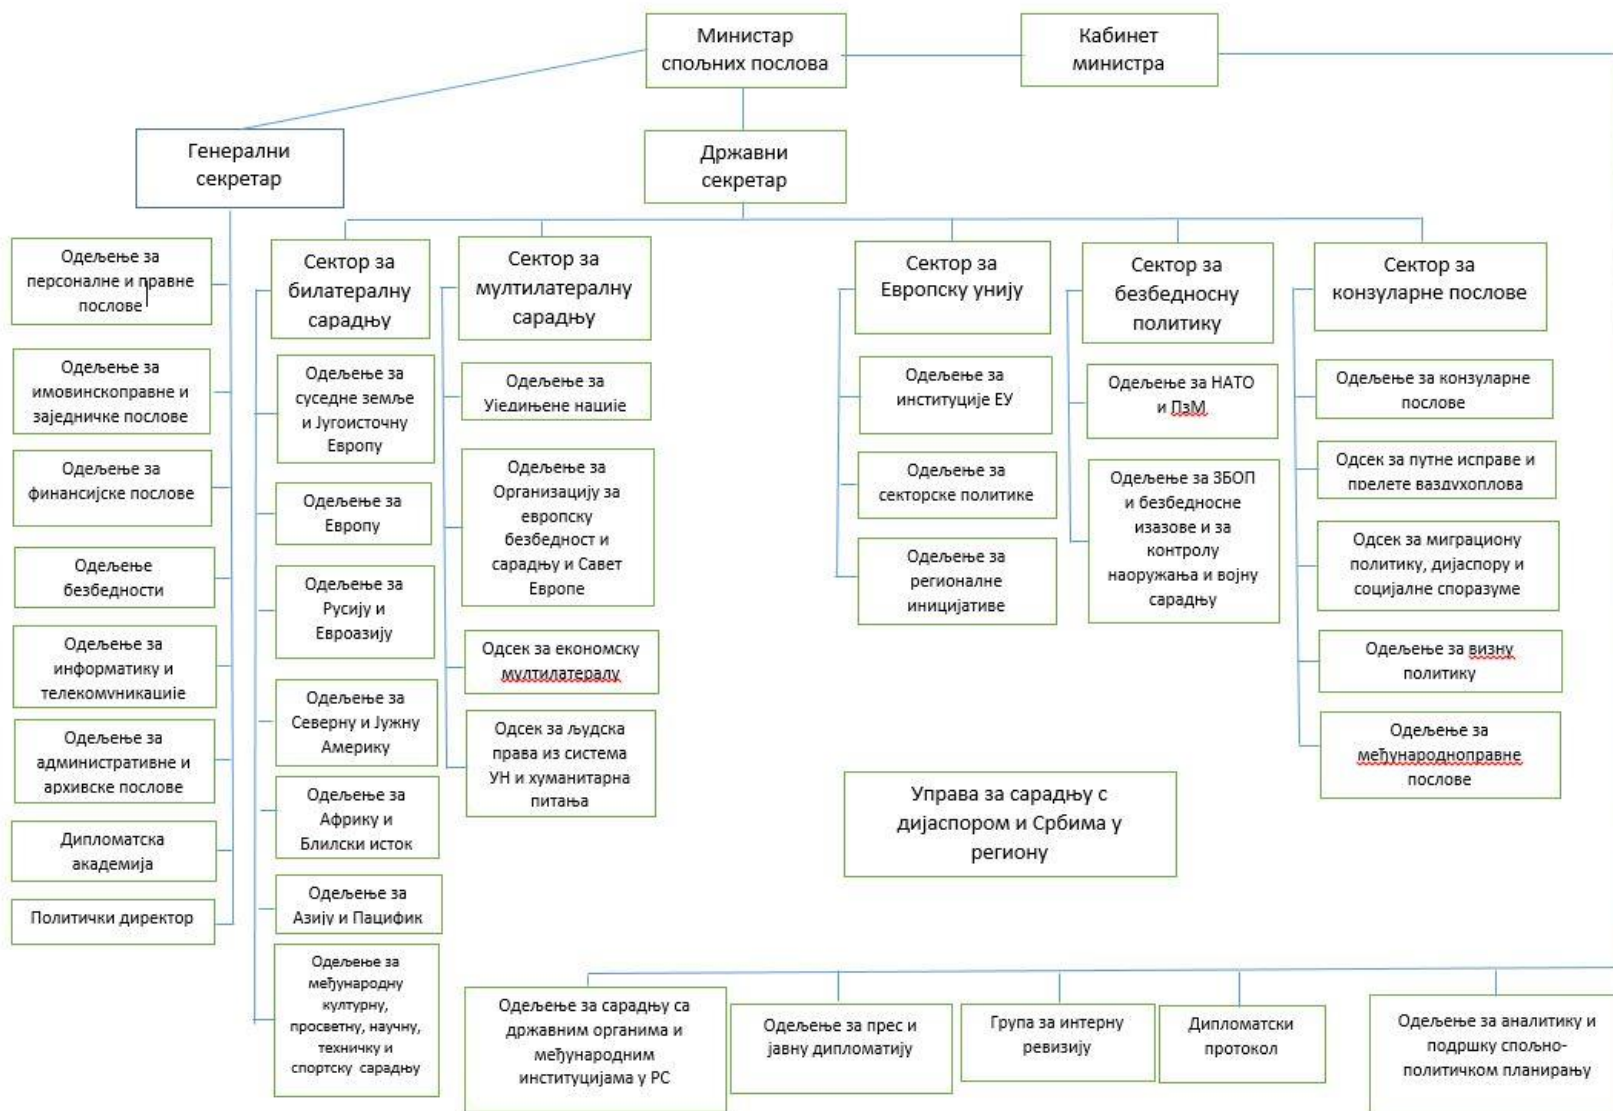 Министар
спољних послова
Кабинет
министра
Генерални
секретар
Државни
секретар
Одељење за
персоналне и правне
послове
Одељење за
имовинскоправне и
заједничке послове
Одељење за
финансијске послове
Одељење
безбедности
Одељење за
информатику и
телекомуникације
Одељење за
административне и
архивске послове
Дипломатска
академија
Политички директор
Сектор за
билатералну
сарадњу
Одељење за
суседне земље
и Југоисточну
Европу
Одељење за
Европу
Одељење за
Русију и
Евроазију
Одељење за
Северну и Јужну
Америку
Одељење за
Африку и
Блилски исток
Одељење за
Азију и Пацифик
Одељење за
међународну
културну,
просветну, научну,
техничку и
спортску сарадњу
Сектор за
мултилатералну
сарадњу
Одељење за
Уједињене нације
Одељење за
Организацију за
европску
безбедност и
сарадњу и Савет
Европе
Одсек за економску
мултилатералу
Одсек за људска
права из система
УН и хуманитарна
питања
Сектор за
Европску унију
Одељење за
институције ЕУ
Одељење за
секторске политике
Одељење за
регионалне
иницијативе
Сектор за
безбедносну
политику
Одељење за НАТО
и ПзМ
Одељење за ЗБОП
и безбедносне
изазове и за
контролу
наоружања и војну
сарадњу
Сектор за
конзуларне послове
Одељење за конзуларне
послове
Одсек за путне исправе и
прелете ваздухоплова
Одсек за миграциону
политику, дијаспору и
социјалне споразуме
Одељење за визну
политику
Одељење за
међународноправне
послове
Управа за сарадњу с
дијаспором и Србима у
региону
Одељење за сарадњу са
државним органима и
међународним
институцијама у РС
Одељење за прес и
јавну дипломатију
Група за интерну
ревизију
Дипломатски
протокол
Одељење за аналитику и
подршку спољно-
политичком планирању